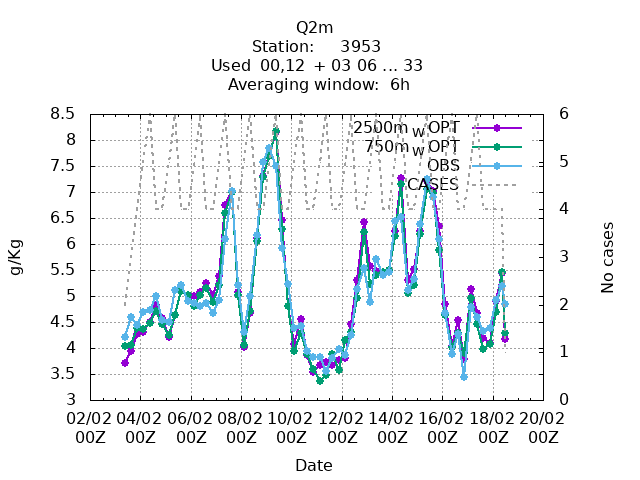 Q2m
Station: 3953
Used 00,12 + 03 06 ... 33
Averaging window: 6h
8.5
8
7.5
7
6.5
6
5.5
5
4.5
4
3.5
3
g/Kg
6
5
4
3
2
1
0
No cases
2500m_w OPT
750m_w OPT
OBS
CASES
02/02 04/02 06/02 08/02 10/02 12/02 14/02 16/02 18/02 20/02
00Z 00Z 00Z 00Z 00Z 00Z 00Z 00Z 00Z 00Z
Date